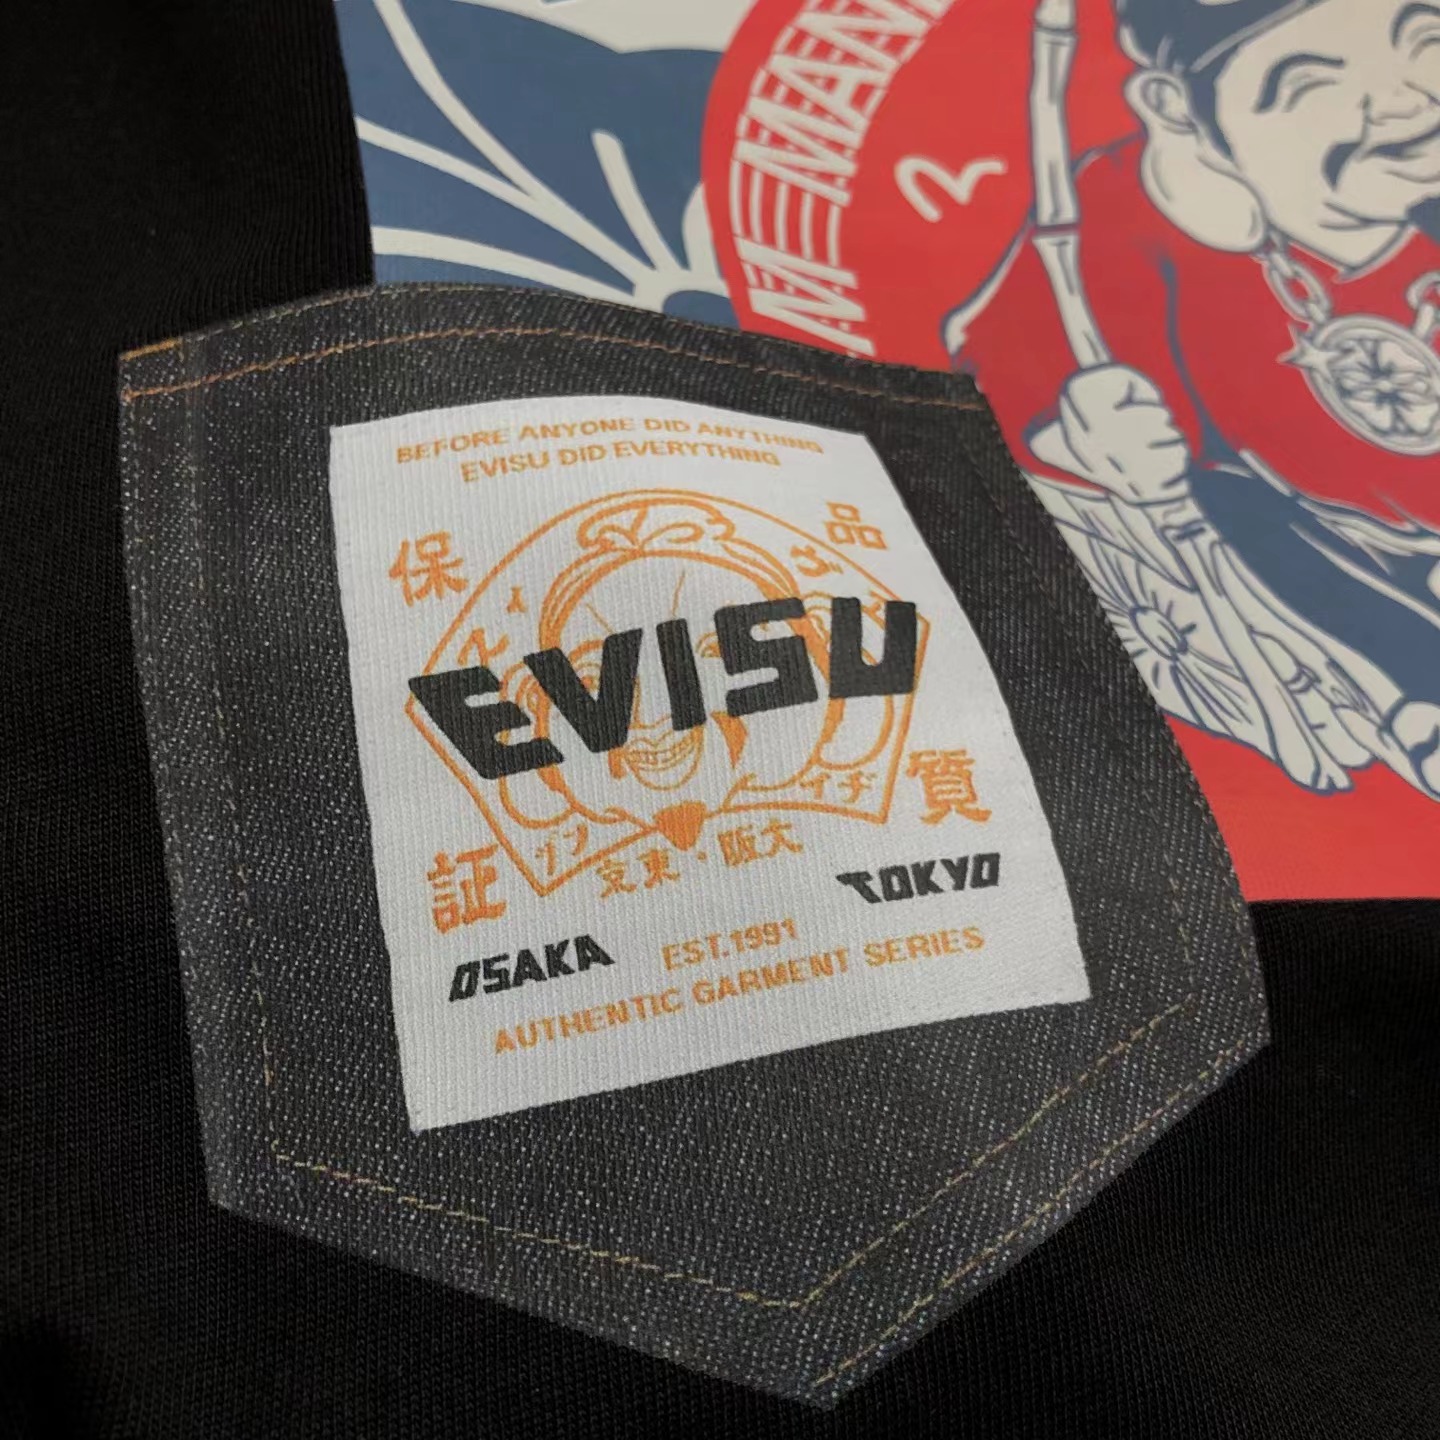 BEFORE ANYONE DID ANYTHING
EVISU DID EVERYTHING
保 品
EVISU
証 質
京東・阪大
OSAKA EST.1991 TOKYO
AUTHENTIC GARMENT SERIES